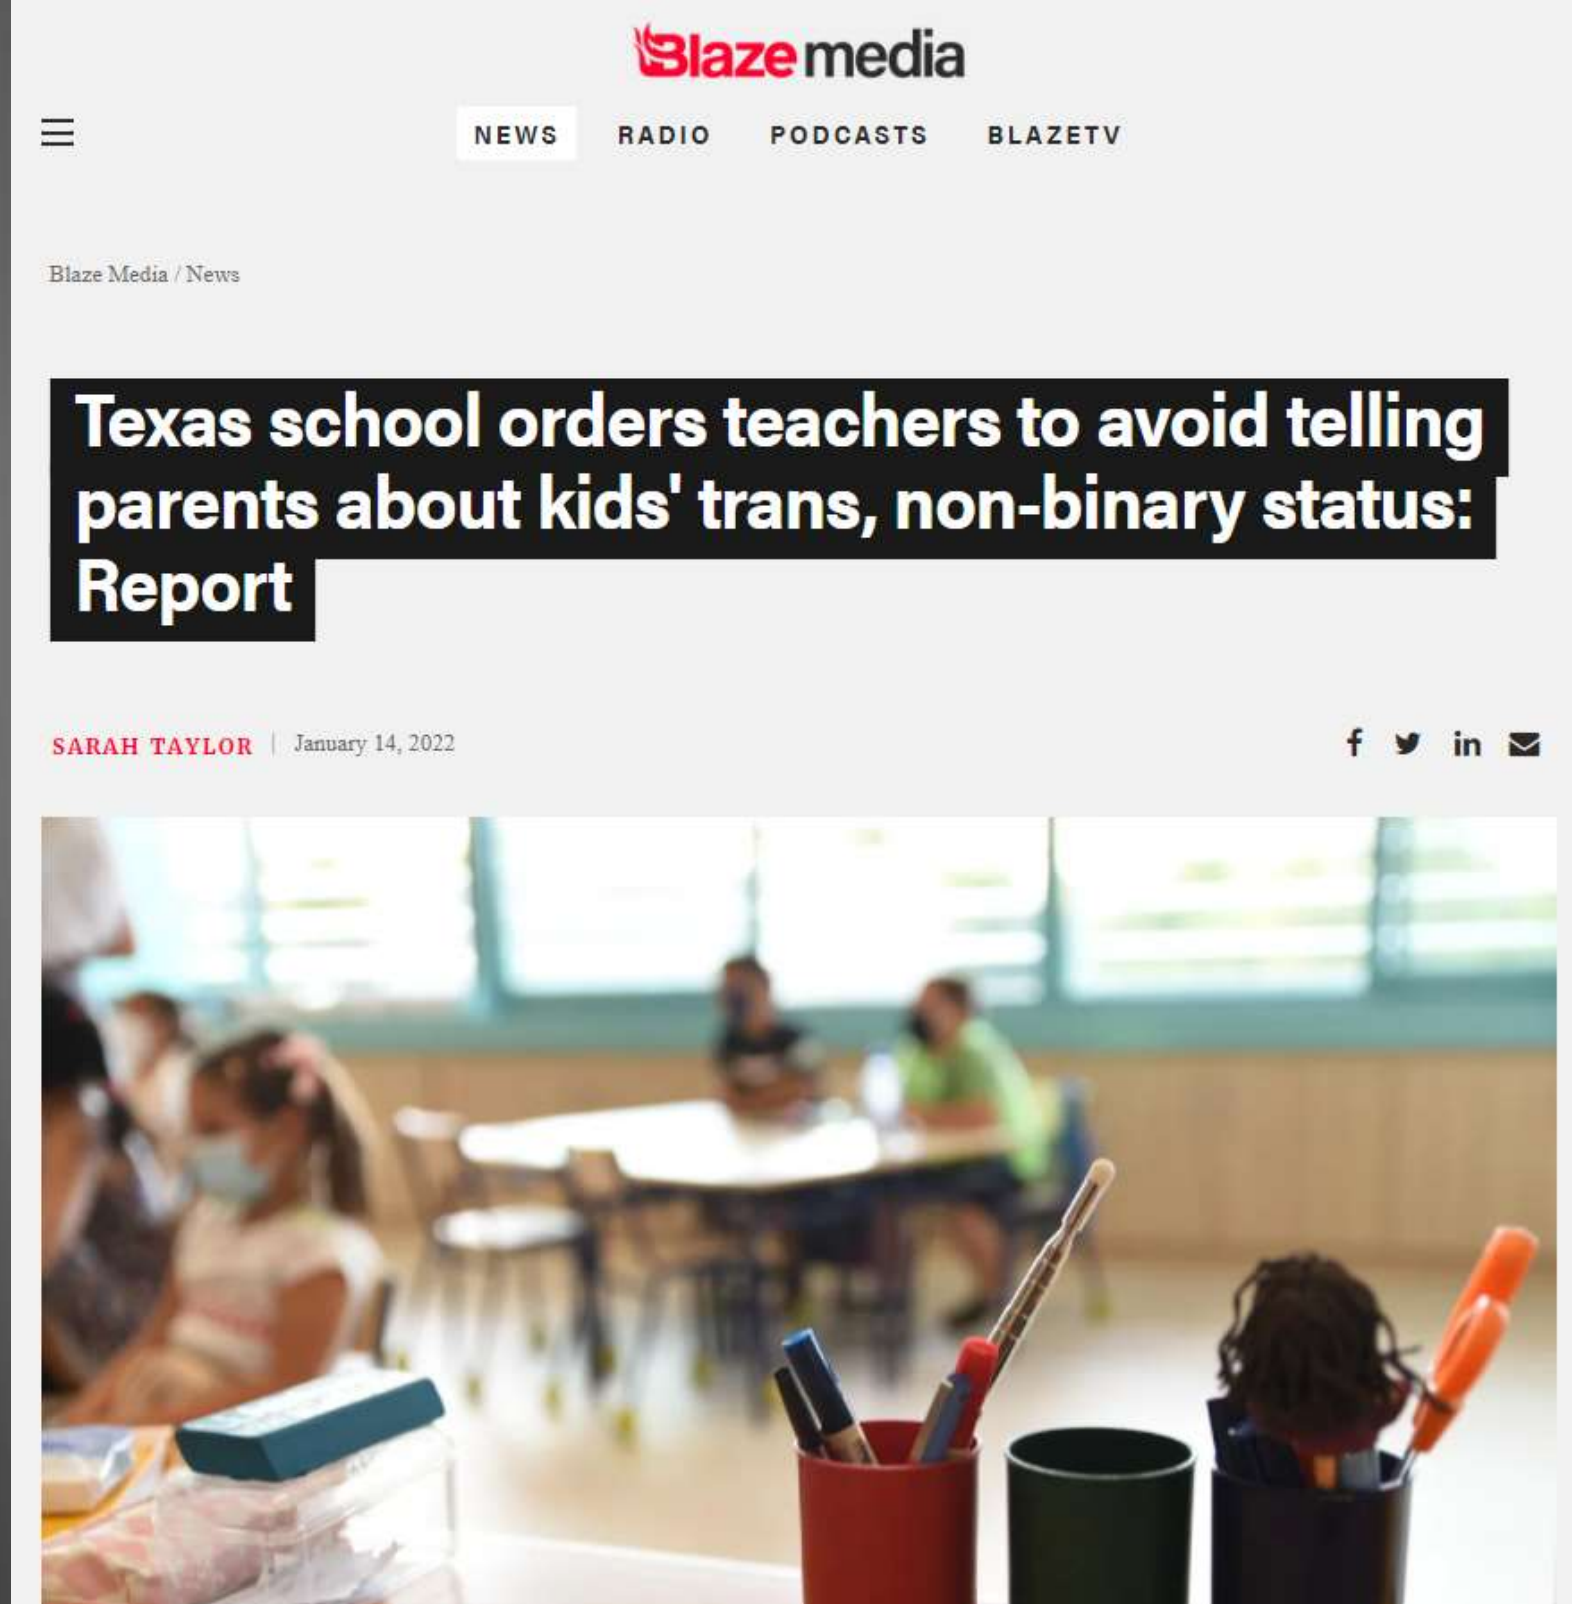 Blaze media
NEWS RADIO PODCASTS BLAZETV
Blaze Media / News
Texas school orders teachers to avoid telling
parents about kids' trans, non-binary status:
Report
SARAH TAYLOR | January 14, 2022